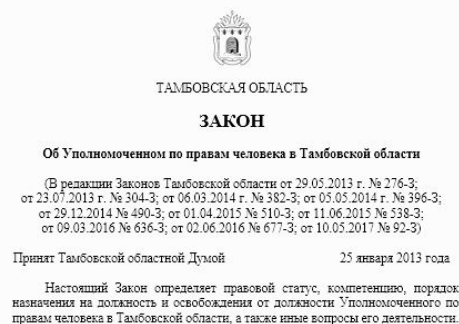 ТАМБОВСКАЯ ОБЛАСТЬ
ЗАКОН
Об Уполномоченном по правам человека в Тамбовской области
(В редакции Законов Тамбовской области от 29.05.2013 г. № 276-З;
от 23.07.2013 г. № 304-З; от 06.03.2014 г. № 382-З; от 05.05.2014 г. № 396-З;
от 29.12.2014 № 490-З; от 01.04.2015 № 510-З; от 11.06.2015 № 538-З;
от 09.03.2016 № 636-З; от 02.06.2016 № 677-З; от 10.05.2017 № 92-З)
Принят Тамбовской областной Думой 25 января 2013 года
Настоящий Закон определяет правовой статус, компетенцию, порядок
назначения на должность и освобождения от должности Уполномоченного по
правам человека в Тамбовской области, а также иные вопросы его деятельности.